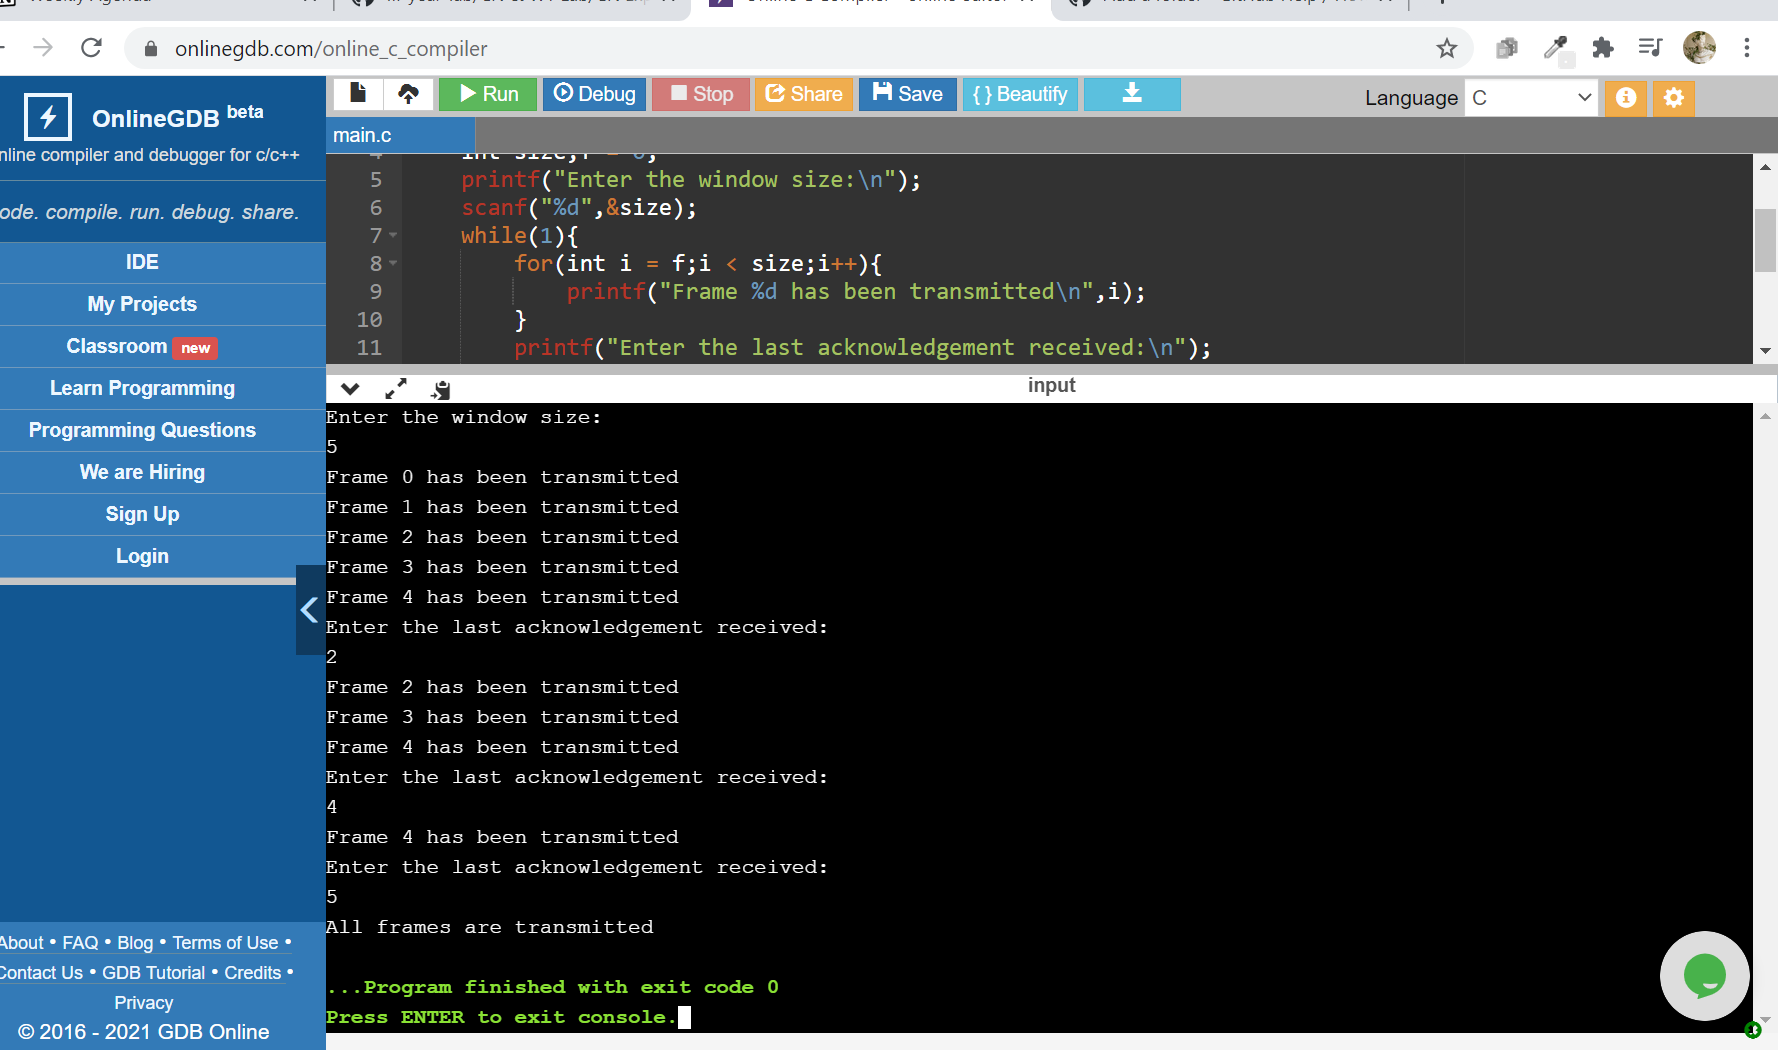 onlinegdb.com/online_c_compiler
OnlineGDB beta
nline compiler and debugger for c/c++
ode. compile. run. debug. share.
IDE
My Projects
Classroom new
Learn Programming
Programming Questions
We are Hiring
Sign Up
Login
About • FAQ • Blog • Terms of Use •
Contact Us • GDB Tutorial • Credits •
Privacy
© 2016 - 2021 GDB Online
Run Debug Stop Share Save { } Beautify
Language C
main.c
4 int size,f = 0;
5 printf("Enter the window size:\n");
6 scanf("%d",&size);
7 while(1){
8 for(int i = f;i < size;i++){
9 printf("Frame %d has been transmitted\n",i);
10 }
11 printf("Enter the last acknowledgement received:\n");
input
Enter the window size:
5
Frame 0 has been transmitted
Frame 1 has been transmitted
Frame 2 has been transmitted
Frame 3 has been transmitted
Frame 4 has been transmitted
Enter the last acknowledgement received:
2
Frame 2 has been transmitted
Frame 3 has been transmitted
Frame 4 has been transmitted
Enter the last acknowledgement received:
4
Frame 4 has been transmitted
Enter the last acknowledgement received:
5
All frames are transmitted
...Program finished with exit code 0
Press ENTER to exit console.